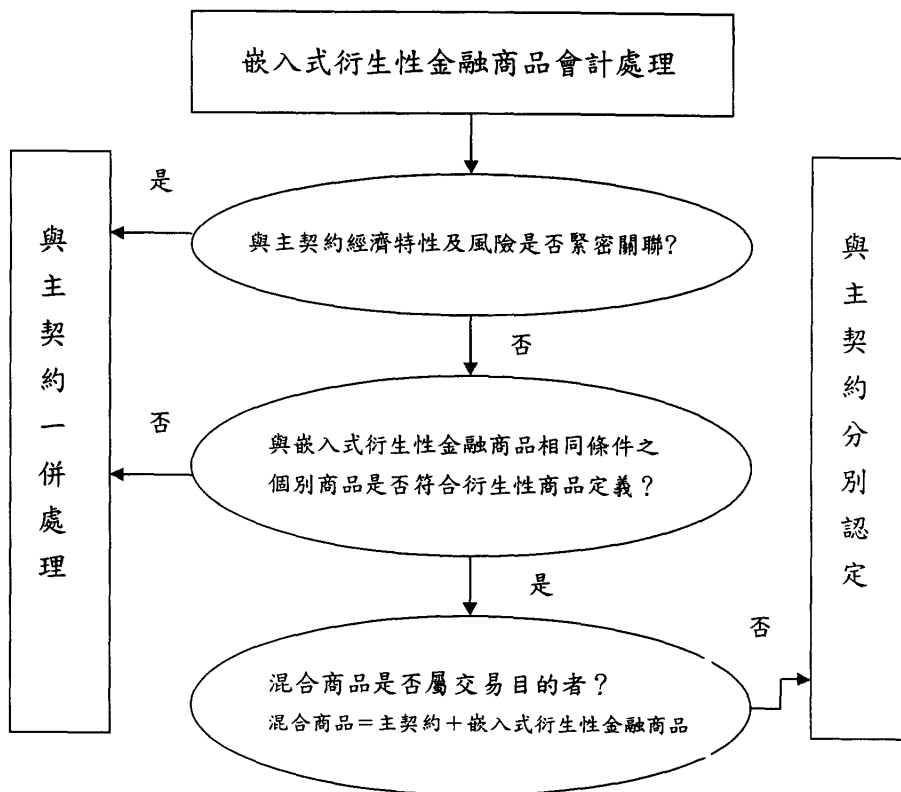 嵌入式衍生性金融商品會計處理
是
與主契約經濟特性及風險是否緊密關聯?
否
與主契約一併處理
與主契約分別認定
否
與嵌入式衍生性金融商品相同條件之
個別商品是否符合衍生性商品定義？
是
否
混合商品是否屬交易目的者？
混合商品＝主契約＋嵌入式衍生性金融商品